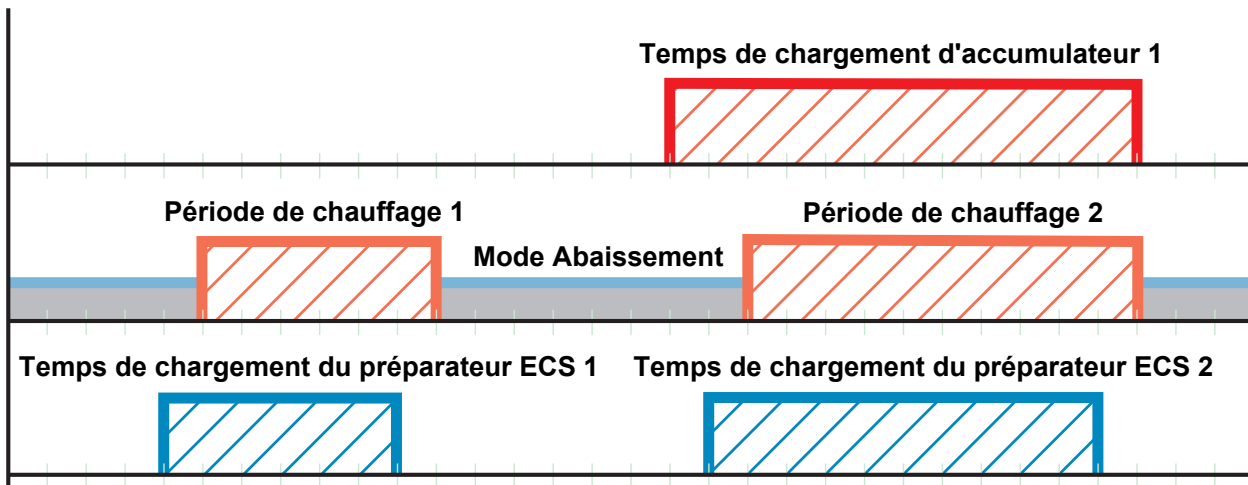 Temps de chargement d'accumulateur 1
Période de chauffage 1
Période de chauffage 2
Mode Abaissement
Temps de chargement du préparateur ECS 1
Temps de chargement du préparateur ECS 2